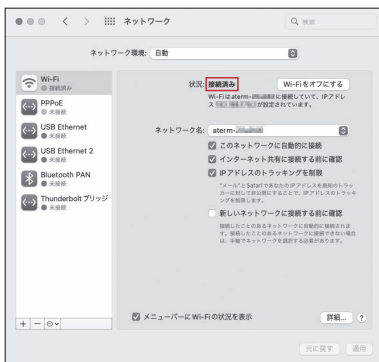 ネットワーク
検索
ネットワーク環境: 自動
Wi-Fi
接続済み
PPPoE
未接続
USB Ethernet
未接続
USB Ethernet 2
未接続
Bluetooth PAN
未接続
Thunderbolt ブリッジ
未接続
状況: 接続済み
Wi-Fiをオフにする
Wi-Fiは aterm- に接続していて、IPアドレ
ス が設定されています。
ネットワーク名: aterm-
このネットワークに自動的に接続
インターネット共有に接続する前に確認
IPアドレスのトラッキングを制限
"メール"とSafariであなたのIPアドレスを既知のトラッ
カーに対して非公開にすることで、IPアドレスのトラッキ
ングを制限します。
新しいネットワークに接続する前に確認
接続したことのあるネットワークに自動的に接続されま
す。接続したことのあるネットワークに接続できない場合
は、手動でネットワークを選択する必要があります。
メニューバーにWi-Fiの状況を表示
詳細...
?
元に戻す
適用